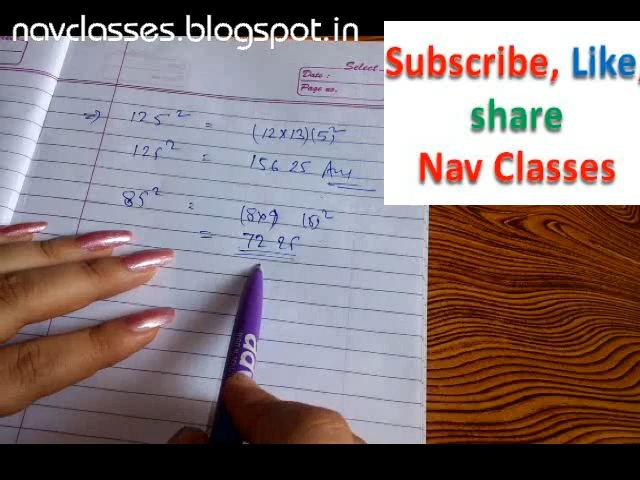 navclasses.blogspot.in
Subscribe, Like,
share
Nav Classes
Select-
Date :
Page no.
=> 125² = (12×13)(5)²
125² = 15625 Ans
85² = (8×9) (5)²
= 7225